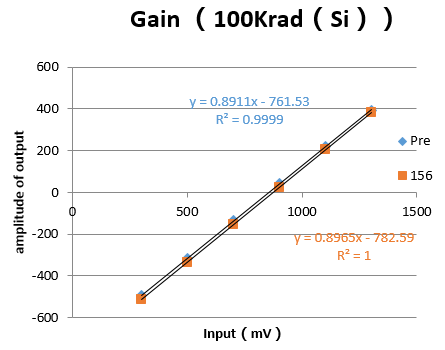 Gain （100Krad（Si））
600
400
200
0
-200
-400
-600
0
500
1000
1500
y = 0.8911x - 761.53
R² = 0.9999
y = 0.8965x - 782.59
R² = 1
Pre
156
amplitude of output
Input（mV）